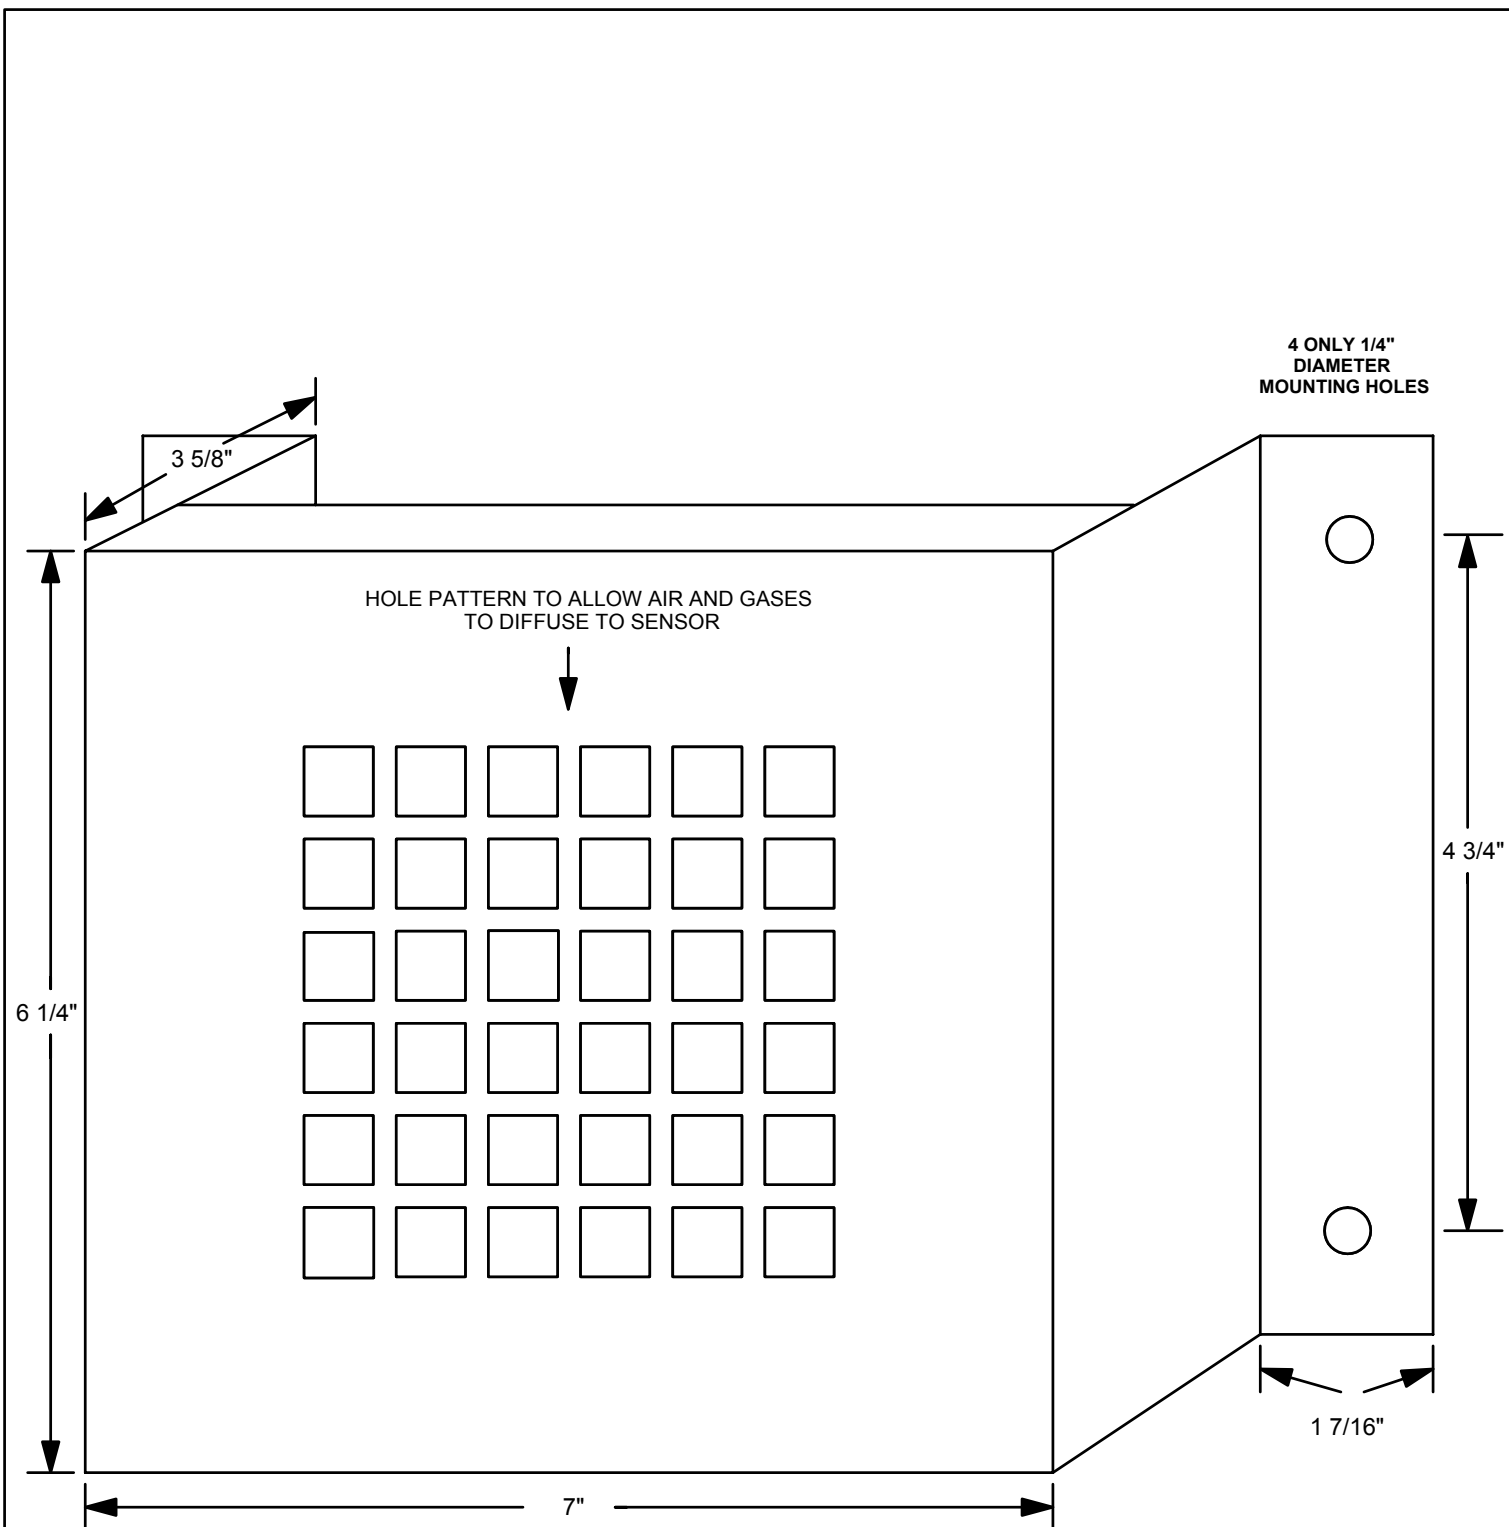 4 ONLY 1/4"
DIAMETER
MOUNTING HOLES
3 5/8"
HOLE PATTERN TO ALLOW AIR AND GASES
TO DIFFUSE TO SENSOR
4 3/4"
6 1/4"
1 7/16"
7"